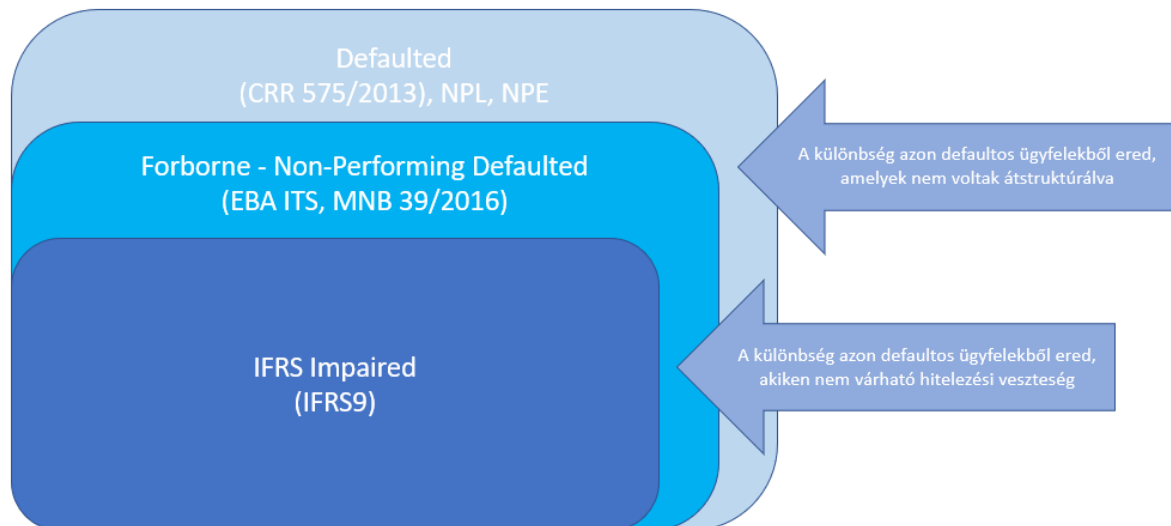 Defaulted
(CRR 575/2013), NPL, NPE
Forborne - Non-Performing Defaulted
(EBA ITS, MNB 39/2016)
A különbség azon defaultos ügyfelekből ered,
amelyek nem voltak átstruktúrálva
IFRS Impaired
(IFRS9)
A különbség azon defaultos ügyfelekből ered,
akiken nem várható hitelezési veszteség